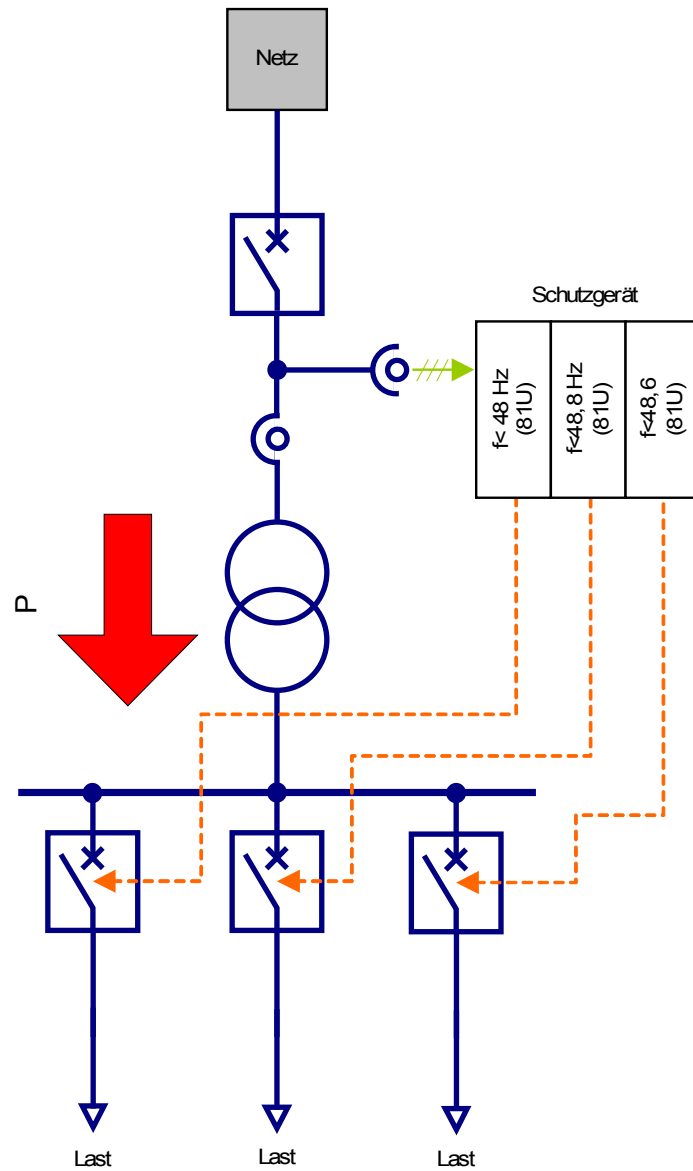 Netz
Schutzgerät
f< 48 Hz
(81U)
f<48,8 Hz
(81U)
f<48,6
(81U)
P
Last
Last
Last